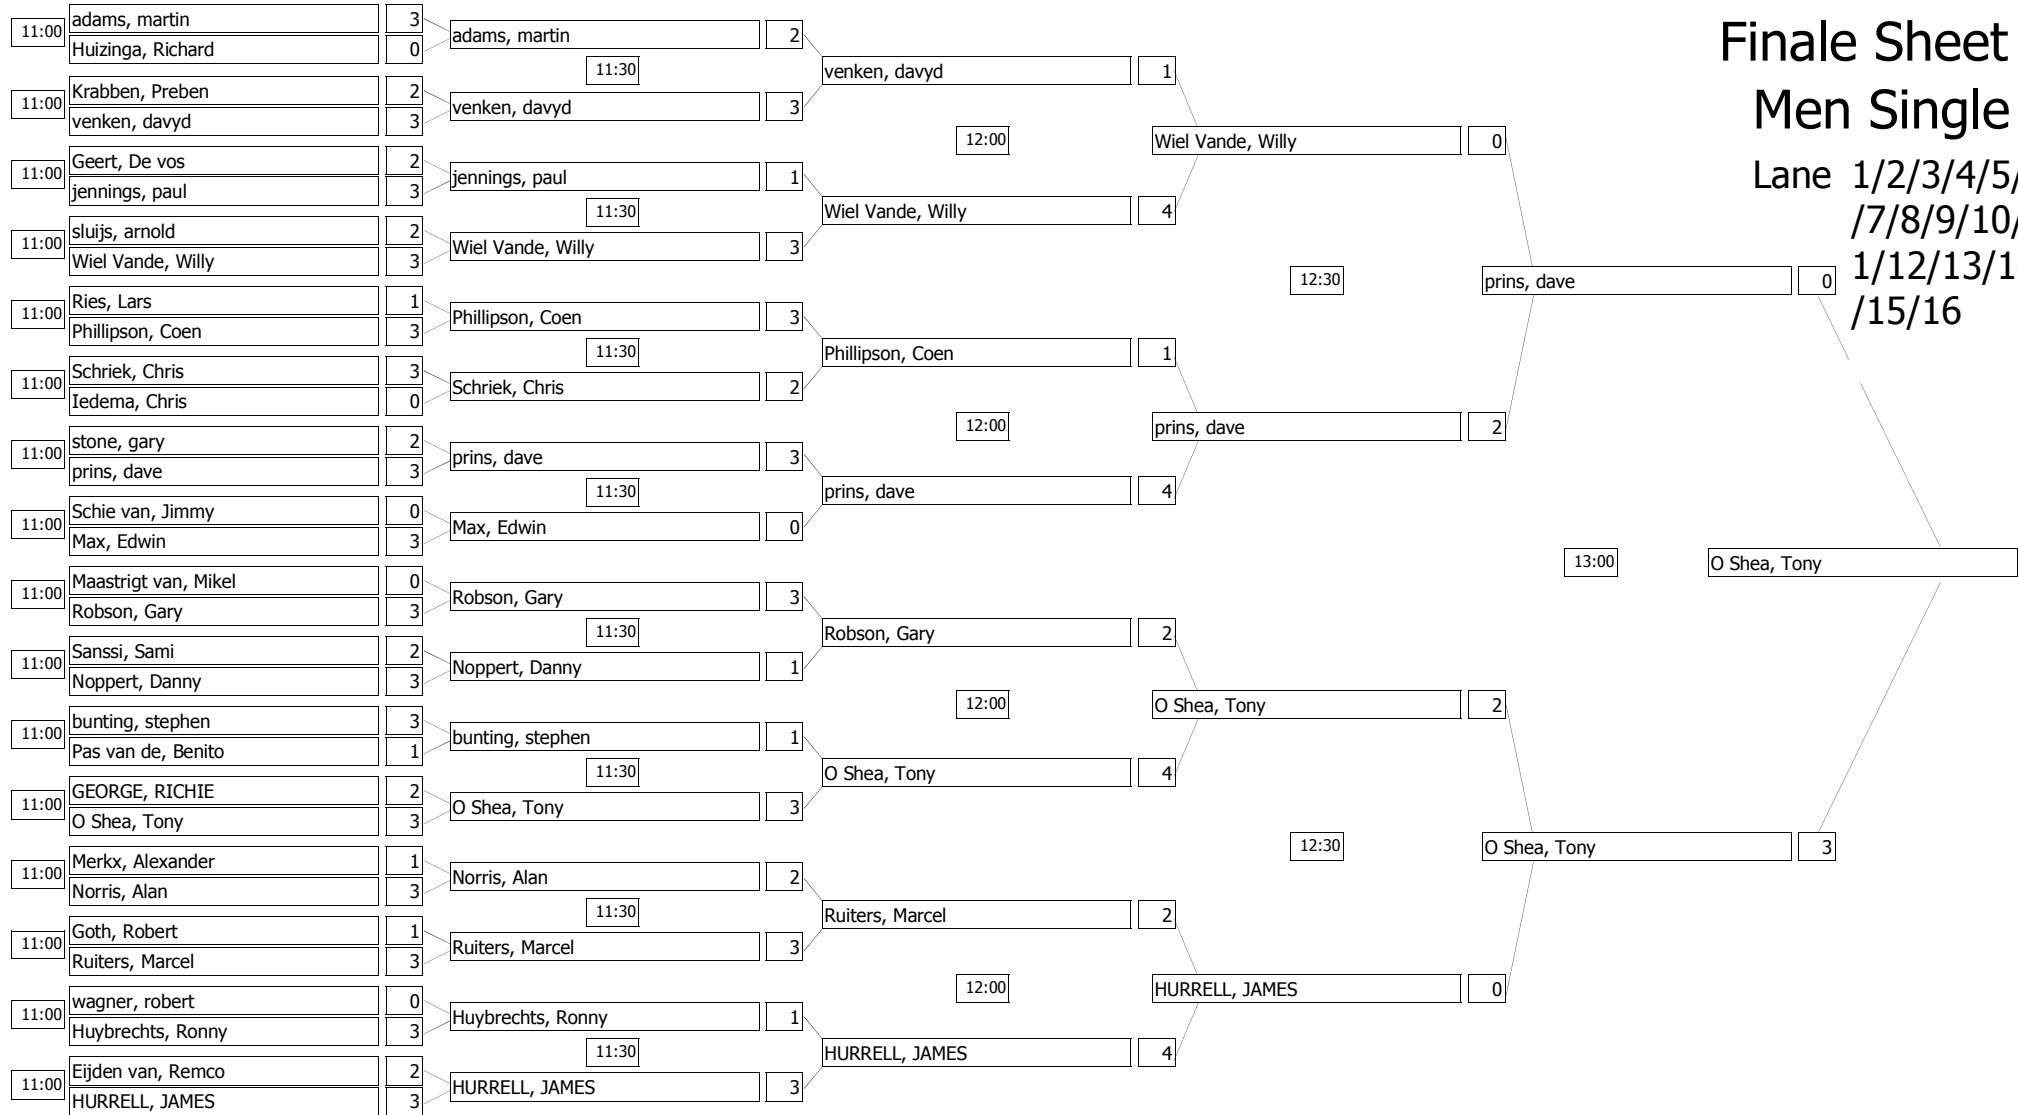 Finale Sheet
Men Single
Lane 1/2/3/4/5/
/7/8/9/10/
1/12/13/1
/15/16
11:00
adams, martin 3
Huizinga, Richard 0
11:00
Krabben, Preben 2
venken, davyd 3
11:00
Geert, De vos 2
jennings, paul 3
11:00
sluijs, arnold 2
Wiel Vande, Willy 3
11:00
Ries, Lars 1
Phillipson, Coen 3
11:00
Schriek, Chris 3
Iedema, Chris 0
11:00
stone, gary 2
prins, dave 3
11:00
Schie van, Jimmy 0
Max, Edwin 3
11:00
Maastrigt van, Mikel 0
Robson, Gary 3
11:00
Sanssi, Sami 2
Noppert, Danny 3
11:00
bunting, stephen 3
Pas van de, Benito 1
11:00
GEORGE, RICHIE 2
O Shea, Tony 3
11:00
Merkx, Alexander 1
Norris, Alan 3
11:00
Goth, Robert 1
Ruiters, Marcel 3
11:00
wagner, robert 0
Huybrechts, Ronny 3
11:00
Eijden van, Remco 2
HURRELL, JAMES 3
adams, martin 2
11:30
venken, davyd 3
jennings, paul 1
11:30
Wiel Vande, Willy 3
Phillipson, Coen 3
11:30
Schriek, Chris 2
prins, dave 3
11:30
Max, Edwin 0
Robson, Gary 3
11:30
Noppert, Danny 1
bunting, stephen 1
11:30
O Shea, Tony 3
Norris, Alan 2
11:30
Ruiters, Marcel 3
Huybrechts, Ronny 1
11:30
HURRELL, JAMES 3
venken, davyd 1
12:00
Wiel Vande, Willy 4
Phillipson, Coen 1
12:00
prins, dave 4
Robson, Gary 2
12:00
O Shea, Tony 4
Ruiters, Marcel 2
12:00
HURRELL, JAMES 4
Wiel Vande, Willy 0
12:30
prins, dave 2
O Shea, Tony 2
12:30
HURRELL, JAMES 0
prins, dave 0
13:00
O Shea, Tony 3
O Shea, Tony